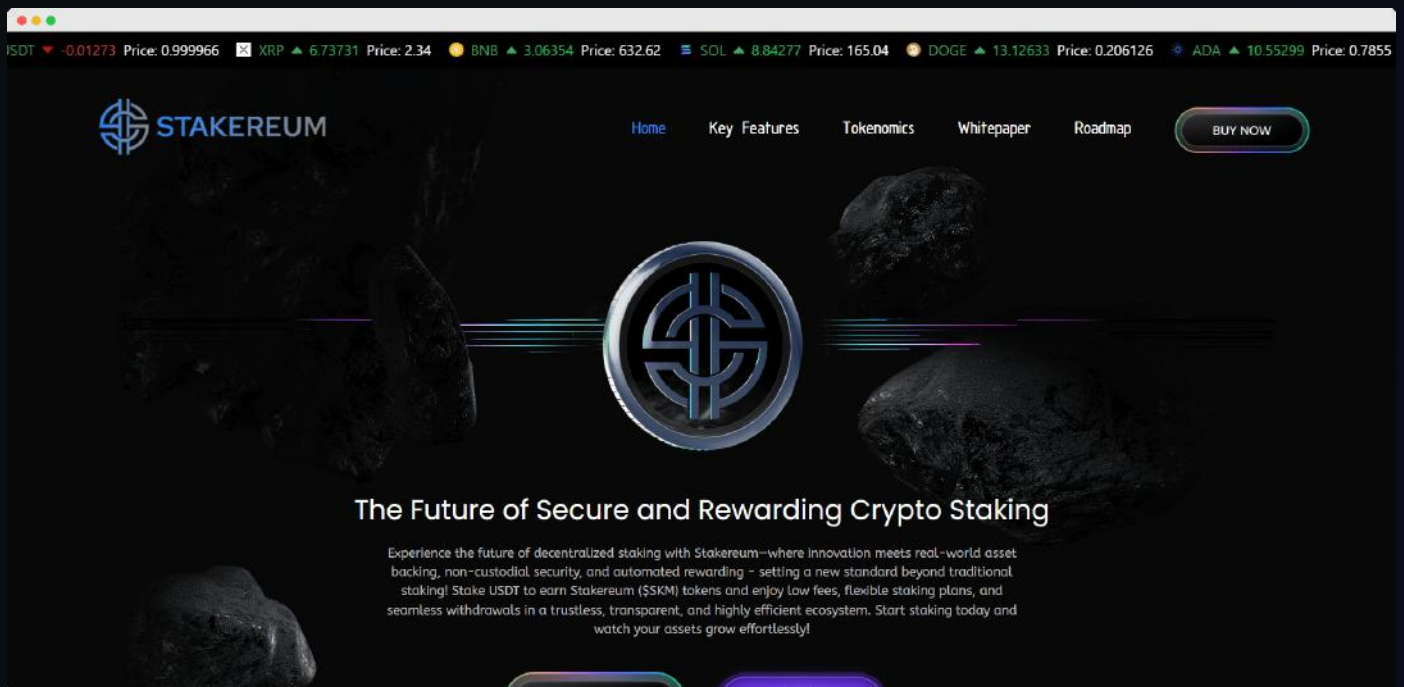 -0.01273 Price: 0.999966 XRP ▲ 6.73731 Price: 2.34 BNB ▲ 3.06354 Price: 632.62 SOL ▲ 8.84277 Price: 165.04 DOGE ▲ 13.12633 Price: 0.206126 ADA ▲ 10.55299 Price: 0.7855
STAKEREUM
Home Key Features Tokenomics Whitepaper Roadmap BUY NOW
The Future of Secure and Rewarding Crypto Staking
Experience the future of decentralized staking with Stakereum—where innovation meets real-world asset
backing, non-custodial security, and automated rewarding - setting a new standard beyond traditional
staking! Stake USDT to earn Stakereum ($SKM) tokens and enjoy low fees, flexible staking plans, and
seamless withdrawals in a trustless, transparent, and highly efficient ecosystem. Start staking today and
watch your assets grow effortlessly!